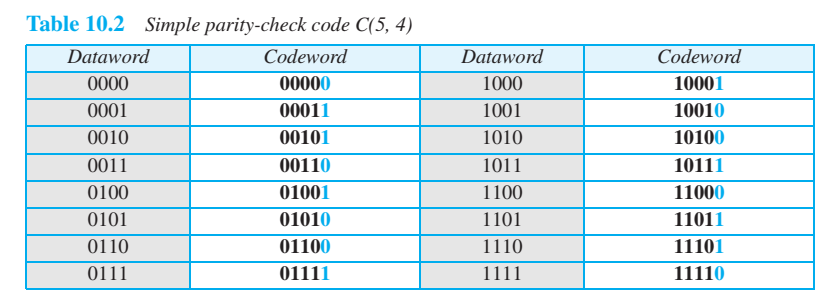 Table 10.2 Simple parity-check code C(5, 4)
Dataword Codeword Dataword Codeword
0000 00000 1000 10001
0001 00011 1001 10010
0010 00101 1010 10100
0011 00110 1011 10111
0100 01001 1100 11000
0101 01010 1101 11011
0110 01100 1110 11101
0111 01111 1111 11110